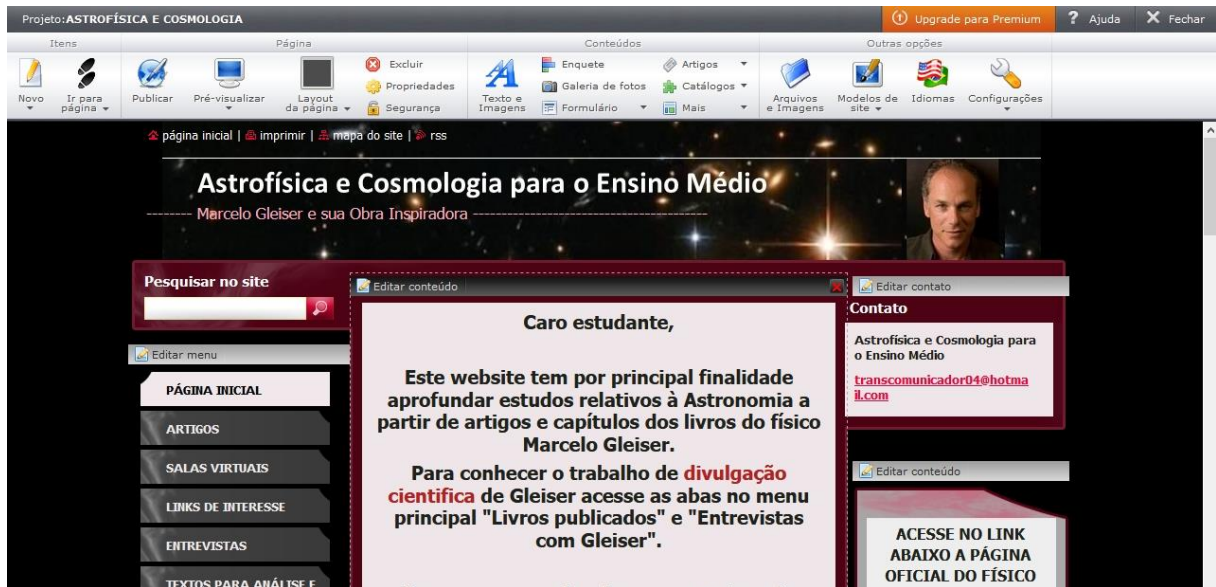 Projeto:ASTROFÍSICA E COSMOLOGIA
Upgrade para Premium
? Ajuda
X Fechar
Itens
Página
Conteúdos
Outras opções
Novo
Ir para
página
Publicar
Pré-visualizar
Layout
da página
Excluir
Propriedades
Segurança
Texto e
Imagens
Enquete
Galeria de fotos
Formulário
Artigos
Catálogos
Mais
Arquivos
e Imagens
Modelos de
site
Idiomas
Configurações
página inicial | imprimir | mapa do site | rss
Astrofísica e Cosmologia para o Ensino Médio
-------- Marcelo Gleiser e sua Obra Inspiradora ----------------------------------------
Pesquisar no site
Editar menu
PÁGINA INICIAL
ARTIGOS
SALAS VIRTUAIS
LINKS DE INTERESSE
ENTREVISTAS
TEXTOS PARA ANÁLISE E
Editar conteúdo
Caro estudante,
Este website tem por principal finalidade
aprofundar estudos relativos à Astronomia a
partir de artigos e capítulos dos livros do físico
Marcelo Gleiser.
Para conhecer o trabalho de divulgação
cientifica de Gleiser acesse as abas no menu
principal "Livros publicados" e "Entrevistas
com Gleiser".
Editar contato
Contato
Astrofísica e Cosmologia para
o Ensino Médio
transcomunicador04@hotma
il.com
Editar conteúdo
ACESSE NO LINK
ABAIXO A PÁGINA
OFICIAL DO FÍSICO